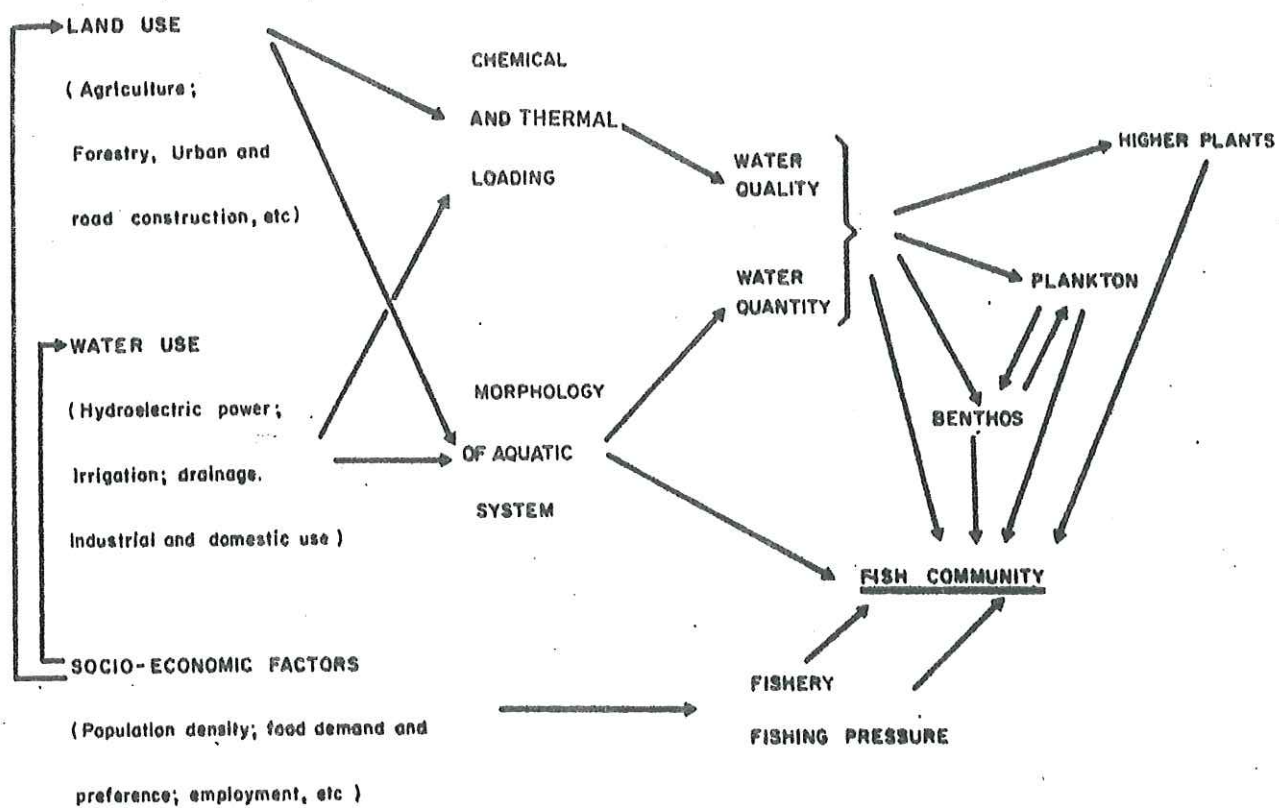 LAND USE
(Agriculture;
Forestry, Urban and
road construction, etc)
WATER USE
(Hydroelectric power;
Irrigation; drainage.
Industrial and domestic use)
SOCIO-ECONOMIC FACTORS
(Population density; food demand and
preference; employment, etc)
CHEMICAL
AND THERMAL
LOADING
MORPHOLOGY
OF AQUATIC
SYSTEM
WATER
QUALITY
WATER
QUANTITY
HIGHER PLANTS
PLANKTON
BENTHOS
FISH COMMUNITY
FISHERY
FISHING PRESSURE